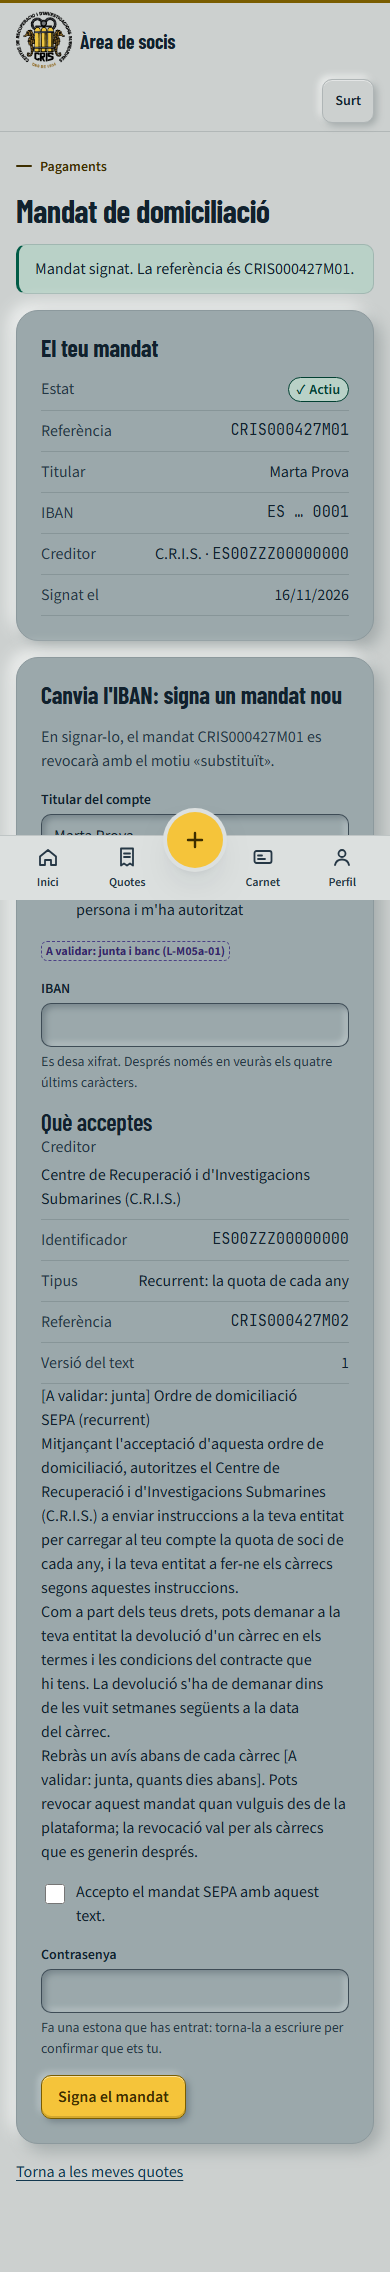 CRIS
Àrea de socis
Surt
Pagaments
Mandat de domiciliació
Mandat signat. La referència és CRIS000427M01.
El teu mandat
Estat ✓ Actiu
Referència CRIS000427M01
Titular Marta Prova
IBAN ES … 0001
Creditor C.R.I.S. · ES00ZZZ00000000
Signat el 16/11/2026
Canvia l'IBAN: signa un mandat nou
En signar-lo, el mandat CRIS000427M01 es
revocarà amb el motiu «substituït».
Titular del compte
Marta Prova
Inici Quotes + Carnet Perfil
persona i m'ha autoritzat
A validar: junta i banc (L-M05a-01)
IBAN
Es desa xifrat. Després només en veuràs els quatre
últims caràcters.
Què acceptes
Creditor
Centre de Recuperació i d'Investigacions
Submarines (C.R.I.S.)
Identificador ES00ZZZ00000000
Tipus Recurrent: la quota de cada any
Referència CRIS000427M02
Versió del text 1
[A validar: junta] Ordre de domiciliació
SEPA (recurrent)
Mitjançant l'acceptació d'aquesta ordre de
domiciliació, autoritzes el Centre de
Recuperació i d'Investigacions Submarines
(C.R.I.S.) a enviar instruccions a la teva entitat
per carregar al teu compte la quota de soci de
cada any, i la teva entitat a fer-ne els càrrecs
segons aquestes instruccions.
Com a part dels teus drets, pots demanar a la
teva entitat la devolució d'un càrrec en els
termes i les condicions del contracte que
hi tens. La devolució s'ha de demanar dins
de les vuit setmanes següents a la data
del càrrec.
Rebràs un avís abans de cada càrrec [A
validar: junta, quants dies abans]. Pots
revocar aquest mandat quan vulguis des de la
plataforma; la revocació val per als càrrecs
que es generin després.
Accepto el mandat SEPA amb aquest
text.
Contrasenya
Fa una estona que has entrat: torna-la a escriure per
confirmar que ets tu.
Signa el mandat
Torna a les meves quotes